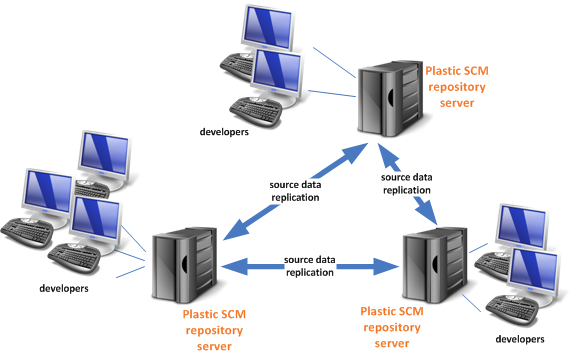 Plastic SCM
repository
server
developers
source data
replication
source data
replication
source data
replication
developers
Plastic SCM
repository
server
Plastic SCM
repository
server
developers